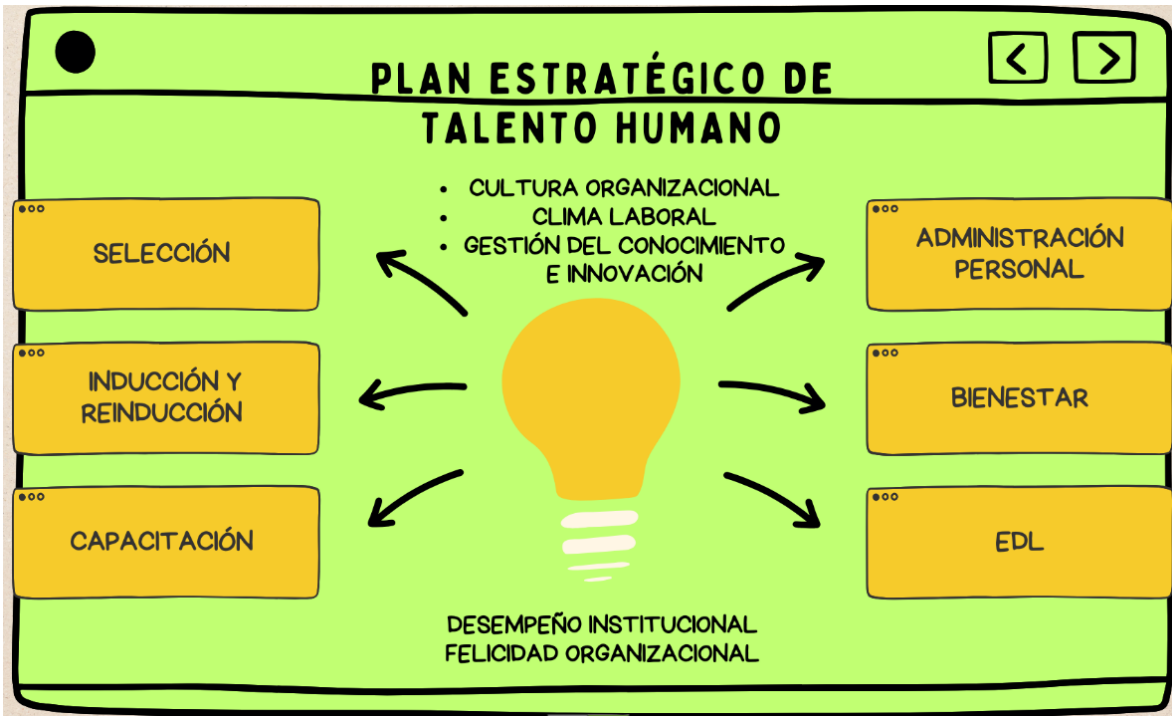 PLAN ESTRATÉGICO DE
TALENTO HUMANO
• CULTURA ORGANIZACIONAL
• CLIMA LABORAL
• GESTIÓN DEL CONOCIMIENTO
E INNOVACIÓN
SELECCIÓN
INDUCCIÓN Y
REINDUCCIÓN
CAPACITACIÓN
ADMINISTRACIÓN
PERSONAL
BIENESTAR
EDL
DESEMPEÑO INSTITUCIONAL
FELICIDAD ORGANIZACIONAL